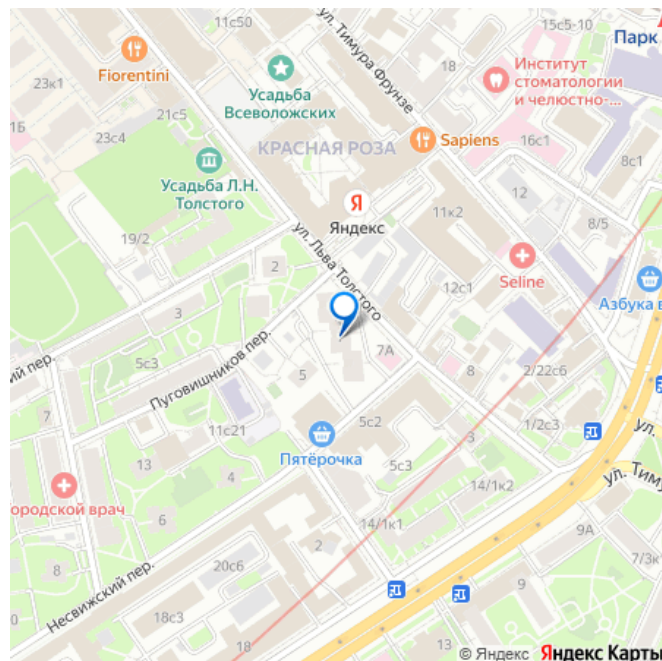 11с50
ул. Тимура Фрунзе
15с5-10
Парк
18
Fiorentini
23к1
Усадьба
Всеволожских
Институт
стоматологии
и челюстно-...
21с5
1Б
23с4
КРАСНАЯ РОЗА
Sapiens
16с1
8с1
Усадьба Л.Н.
Толстого
12
Я
Яндекс
11к2
8/5
19/2
ул. Льва Толстого
2
Seline
12с1
Азбука в
3
ий пер.
Пуговишников пер.
7А
5с3
5
8
2/22с6
7
11с21
5с2
1/2с3
ул.
13
Пятёрочка
3
4
5с3
ул. Тиму
ородской врач
14/1к2
6
14/1к1
9А
8
20с6
2
7/3к
Несвижский пер.
9
18с3
18
© Яндекс Яндекс Карты